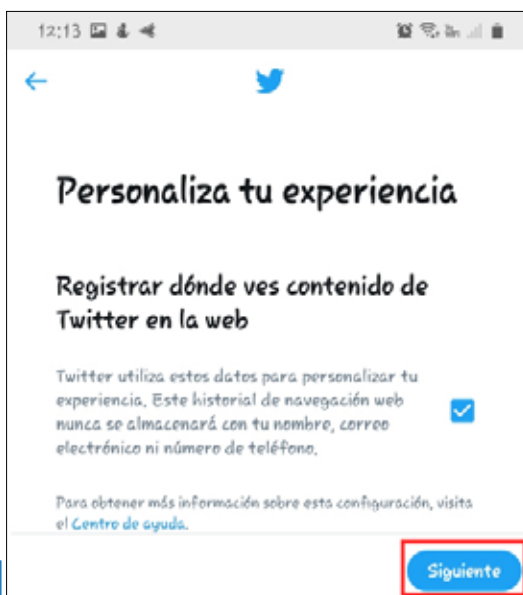 12:13
Personaliza tu experiencia
Registrar dónde ves contenido de
Twitter en la web
Twitter utiliza estos datos para personalizar tu
experiencia. Este historial de navegación web
nunca se almacenará con tu nombre, correo
electrónico ni número de teléfono.
Para obtener más información sobre esta configuración, visita
el Centro de ayuda.
Siguiente